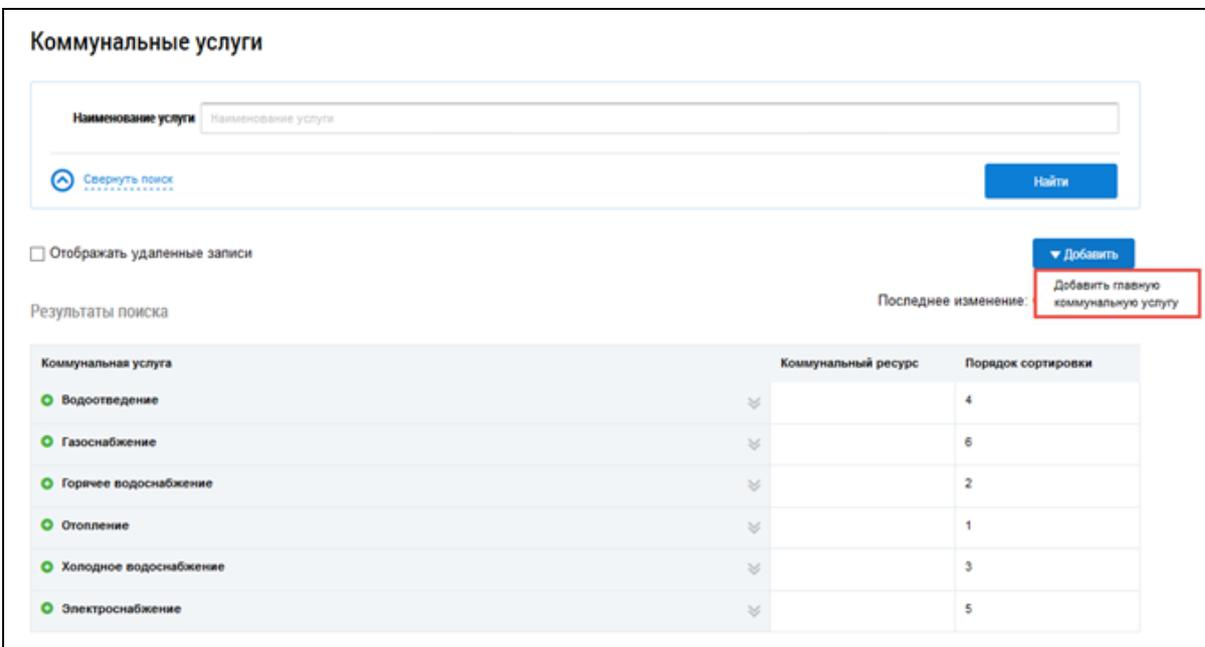 Коммунальные услуги
Наименование услуги Наименование услуги
Свернуть поиск Найти
Отображать удаленные записи Добавить
Добавить главную
коммунальную услугу
Последнее изменение:
Результаты поиска
Коммунальная услуга Коммунальный ресурс Порядок сортировки
Водоотведение 4
Газоснабжение 6
Горячее водоснабжение 2
Отопление 1
Холодное водоснабжение 3
Электроснабжение 5